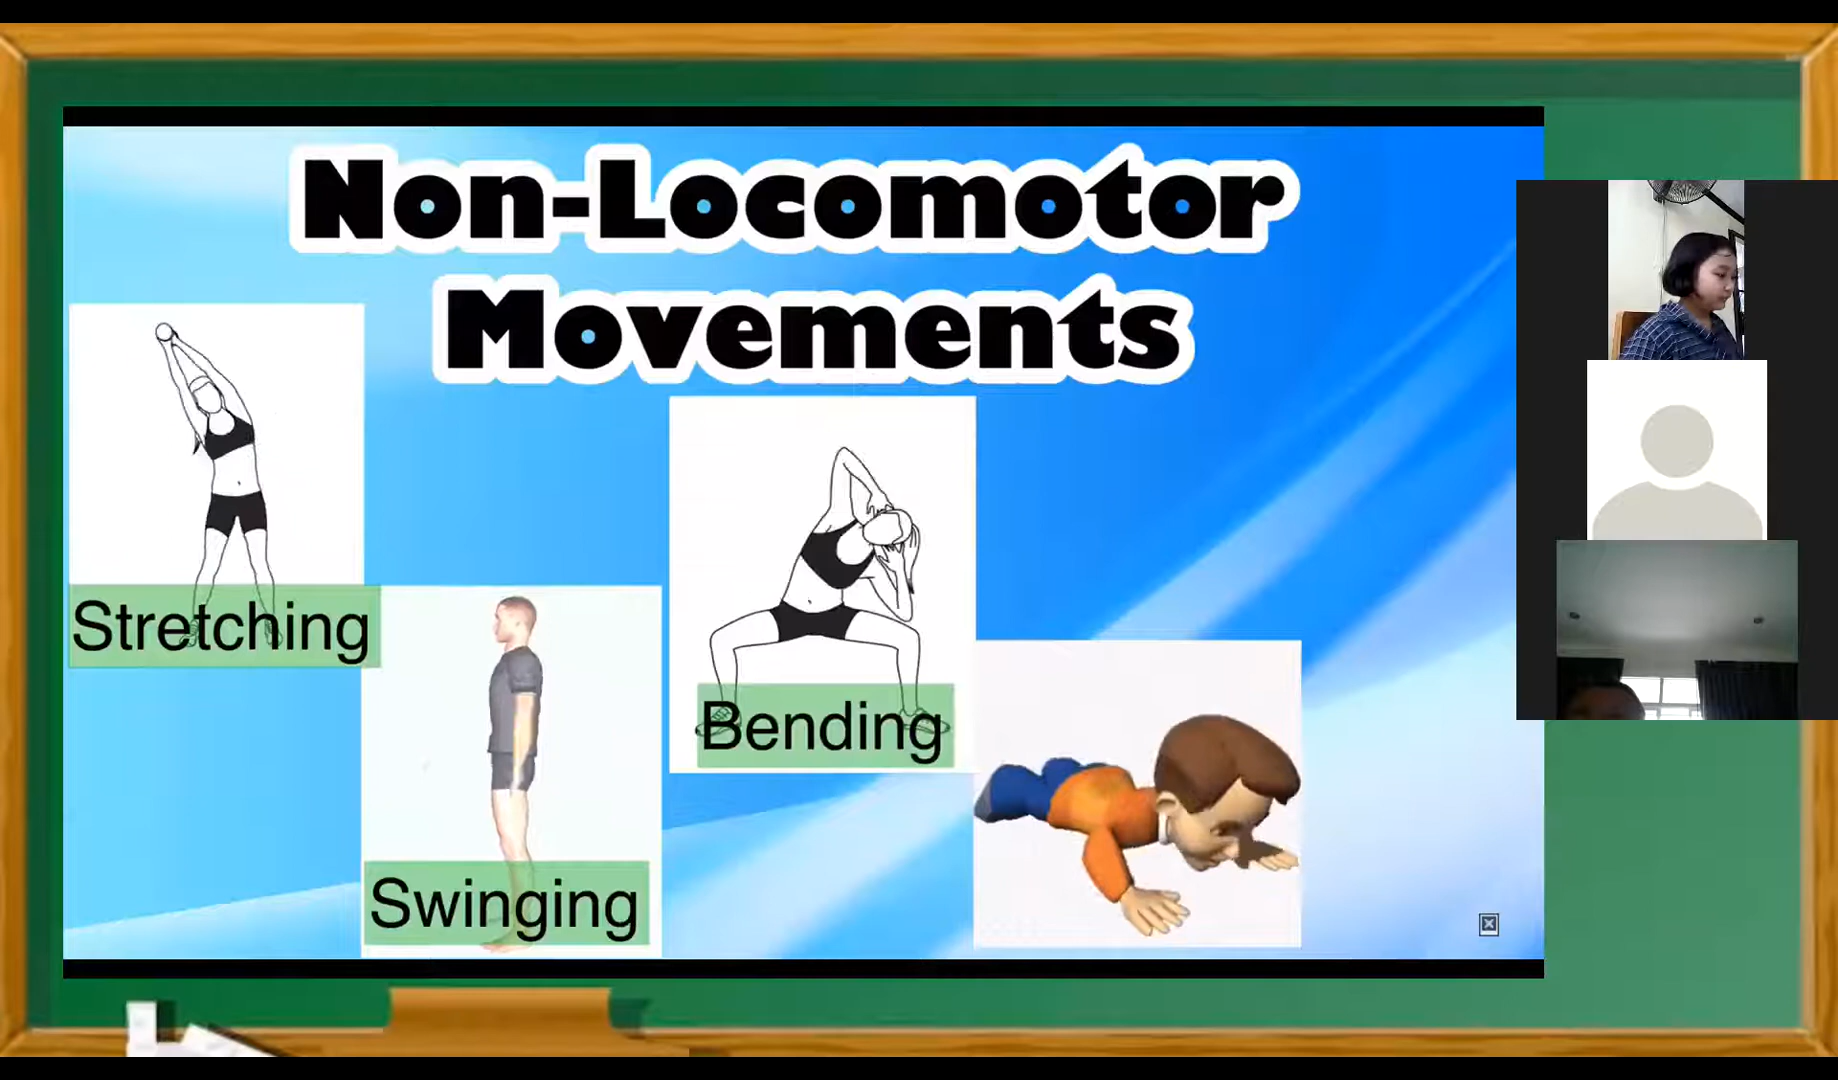 Non-Locomotor
Movements
Stretching
Bending
Swinging